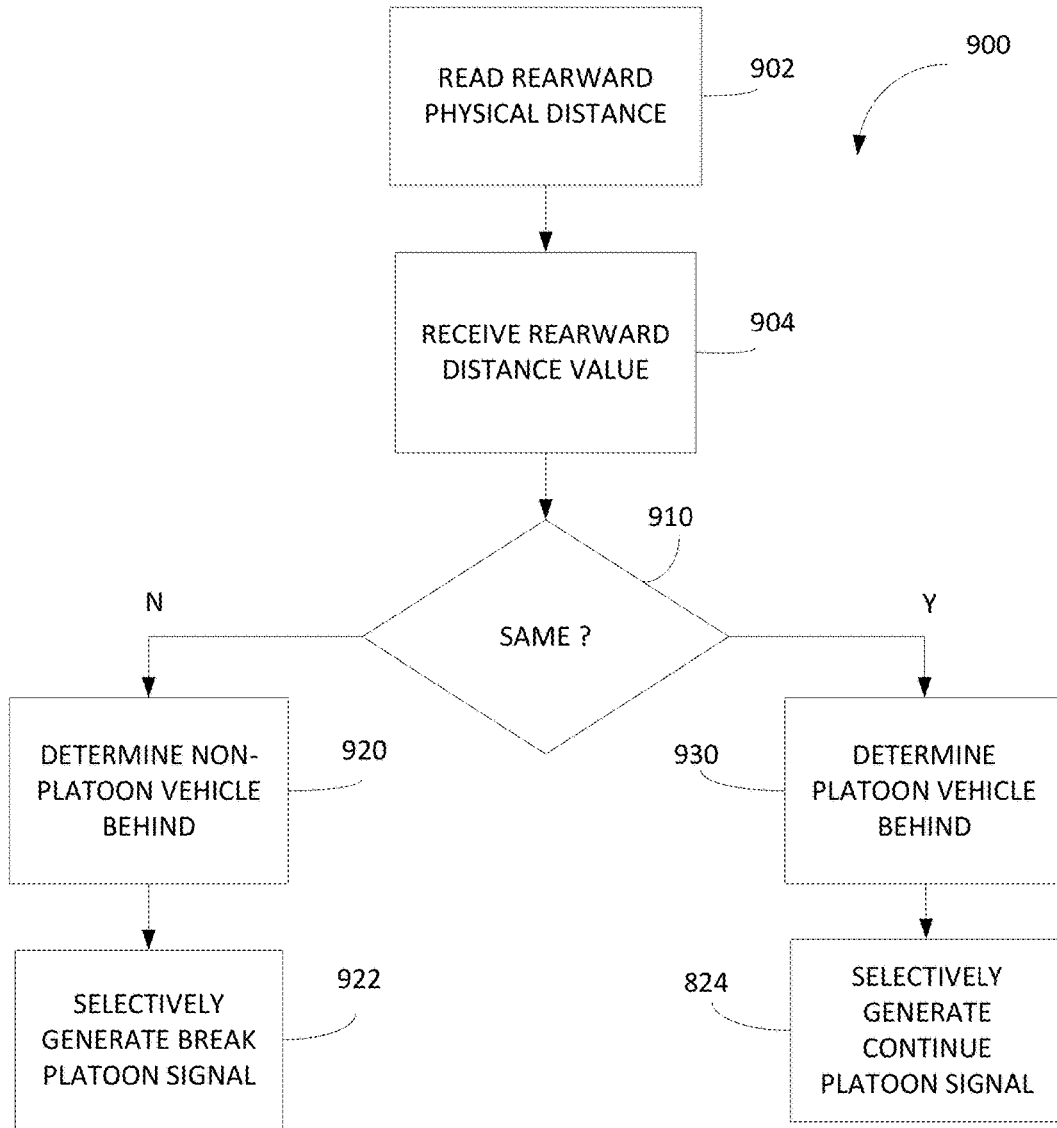 READ REARWARD
PHYSICAL DISTANCE
902
900
RECEIVE REARWARD
DISTANCE VALUE
904
910
N
SAME ?
Y
DETERMINE NON-
PLATOON VEHICLE
BEHIND
920
930
DETERMINE
PLATOON VEHICLE
BEHIND
SELECTIVELY
GENERATE BREAK
PLATOON SIGNAL
922
824
SELECTIVELY
GENERATE
CONTINUE
PLATOON SIGNAL